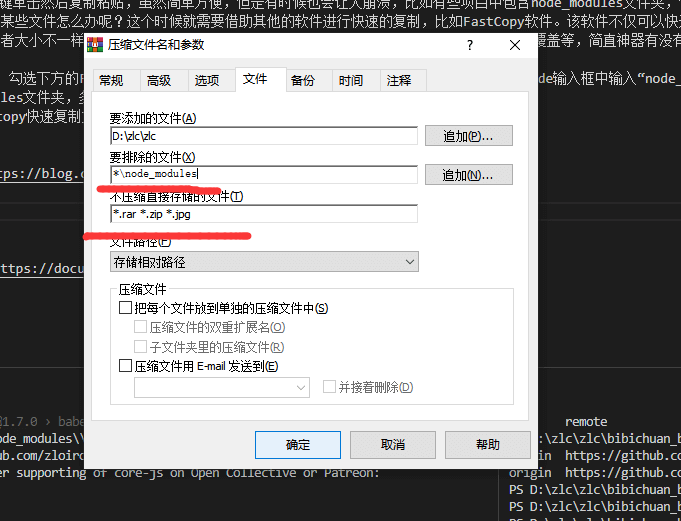 键单击然后复制粘贴，虽然简单方便，但是有时候也会让人崩溃，比如有些项目中包含node_modules文件夹，
某些文件怎么办呢？这个时候就需要借助其他的软件进行快速的复制，比如FastCopy软件。该软件不仅可以快
者大小不一样
覆盖等，简直神器有没有
压缩文件名和参数
? ×
常规 高级 选项 文件 备份 时间 注释
勾选下方的
de输入框中输入“node_
les文件夹，
要添加的文件(A)
D:\zlc\zlc
追加(P)...
opy快速复制
要排除的文件(X)
*\node_modules
追加(N)...
tps://blog.c
不压缩直接存储的文件(T)
*.rar *.zip *.jpg
文件路径(F)
存储相对路径
ttps://docu
压缩文件
把每个文件放到单独的压缩文件中(S)
压缩文件的双重扩展名(O)
子文件夹里的压缩文件(R)
压缩文件用 E-mail 发送到(E)
并接着删除(D)
确定 取消 帮助
1.7.0 › babe
ode_modules\\
ub.com/zloiro
er supporting of core-js on Open Collective or Patreon:
remote
:\zlc\zlc\bibichuan_b
gin https://github.co
origin https://github.co
PS D:\zlc\zlc\bibichuan_b
PS D:\zlc\zlc\bibichuan_b
PS D:\zlc\zlc\bibichuan_b